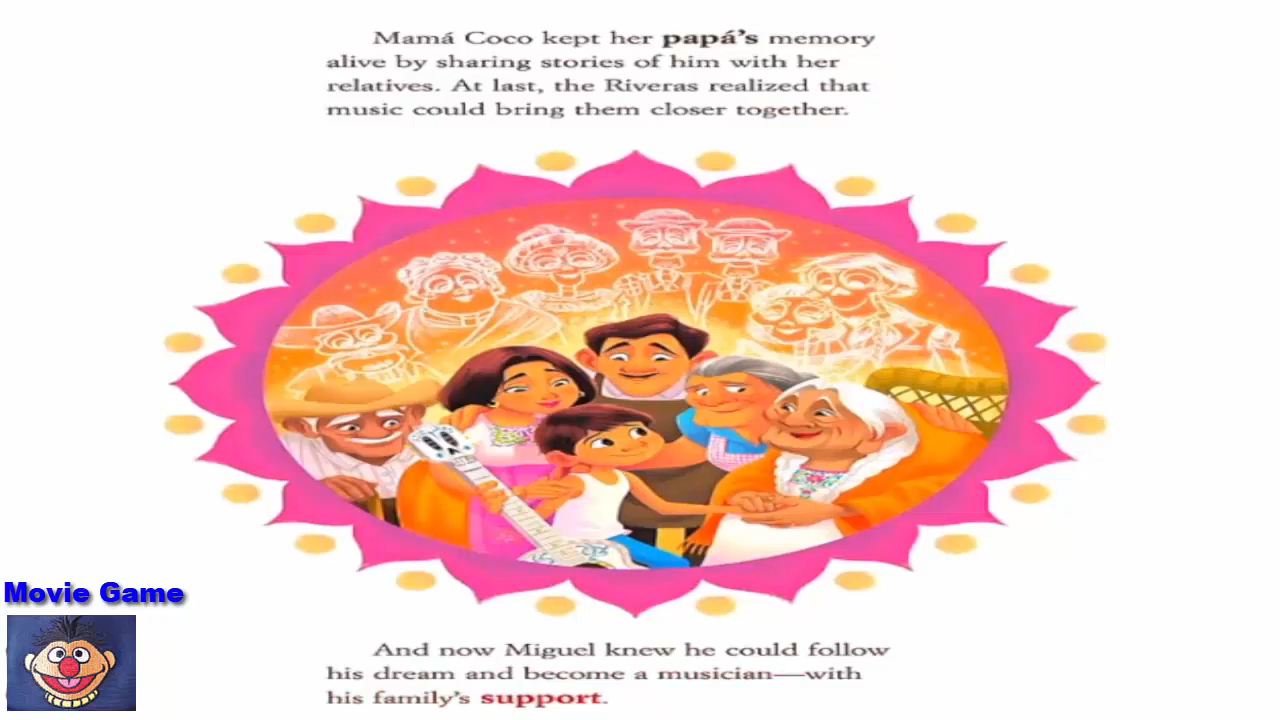 Mamá Coco kept her papá's memory
alive by sharing stories of him with her
relatives. At last, the Riveras realized that
music could bring them closer together.
Movie Game
And now Miguel knew he could follow
his dream and become a musician—with
his family's support.